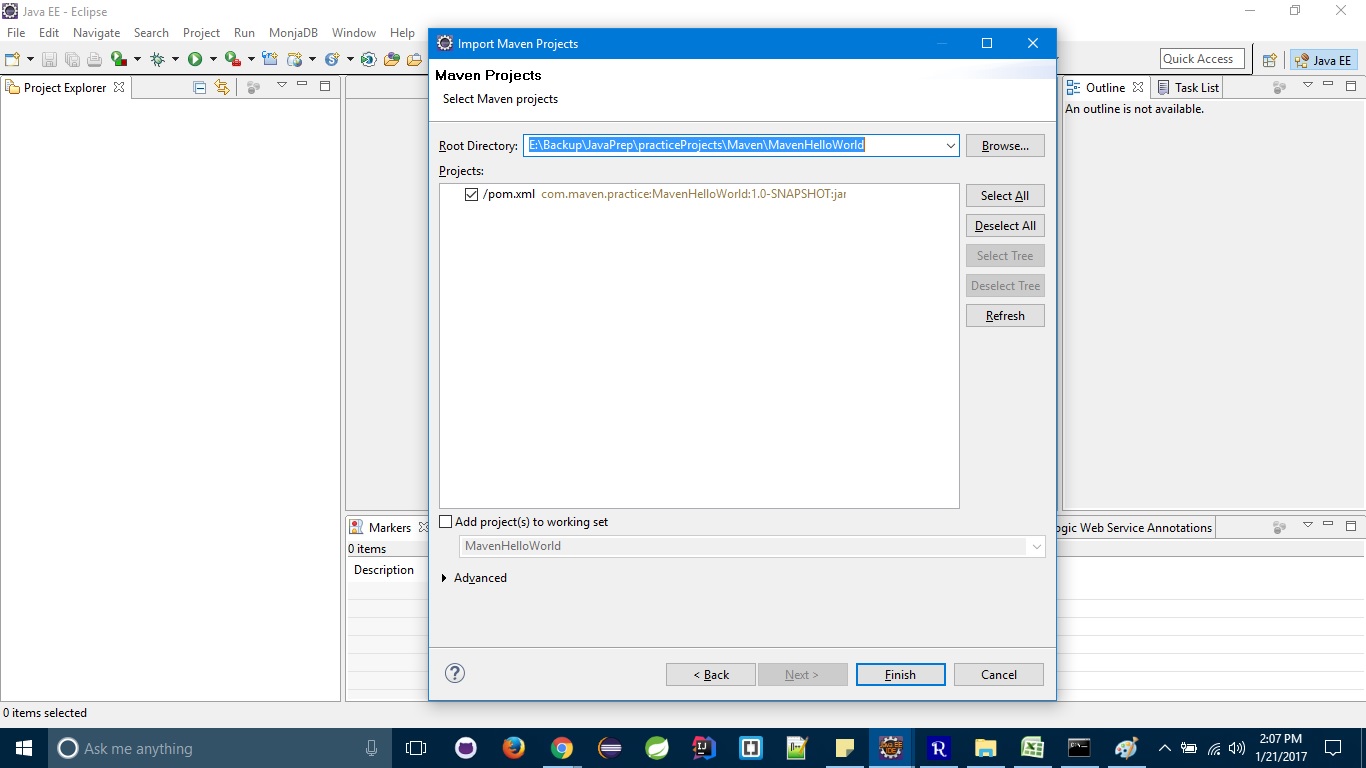 Java EE - Eclipse
File Edit Navigate Search Project Run MonjaDB Window Help
Quick Access
Java EE
Project Explorer
Import Maven Projects
Maven Projects
Select Maven projects
Root Directory: E:\Backup\JavaPrep\practiceProjects\Maven\MavenHelloWorld Browse...
Projects:
/pom.xml com.maven.practice:MavenHelloWorld:1.0-SNAPSHOT:jar
Select All
Deselect All
Select Tree
Deselect Tree
Refresh
Add project(s) to working set
MavenHelloWorld
Advanced
< Back Next > Finish Cancel
Outline Task List
An outline is not available.
Markers
ogic Web Service Annotations
0 items
Description
0 items selected
Ask me anything
2:07 PM
1/21/2017